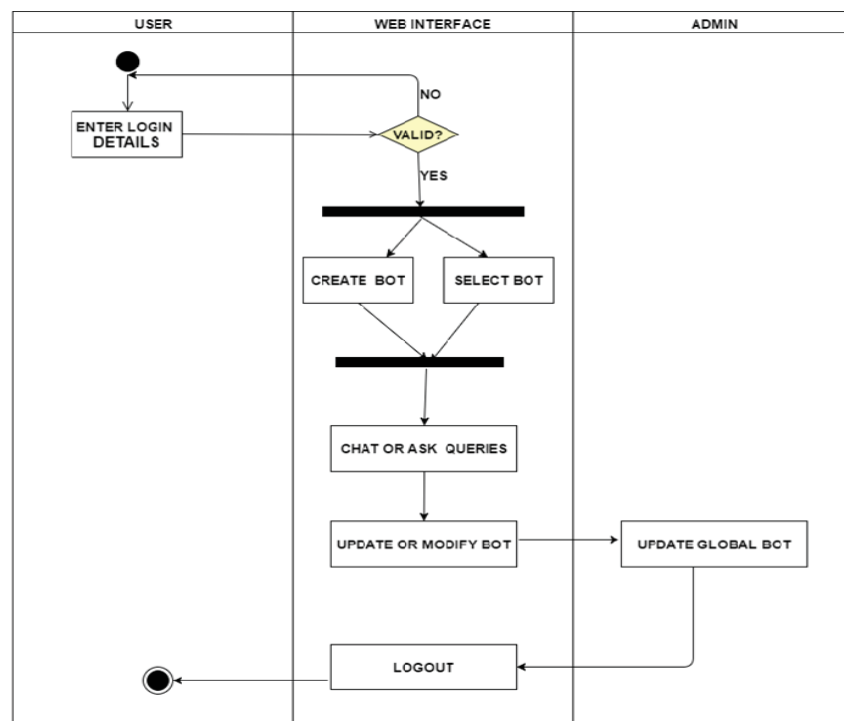 USER
WEB INTERFACE
ADMIN
NO
ENTER LOGIN
DETAILS
VALID?
YES
CREATE BOT
SELECT BOT
CHAT OR ASK QUERIES
UPDATE OR MODIFY BOT
UPDATE GLOBAL BOT
LOGOUT